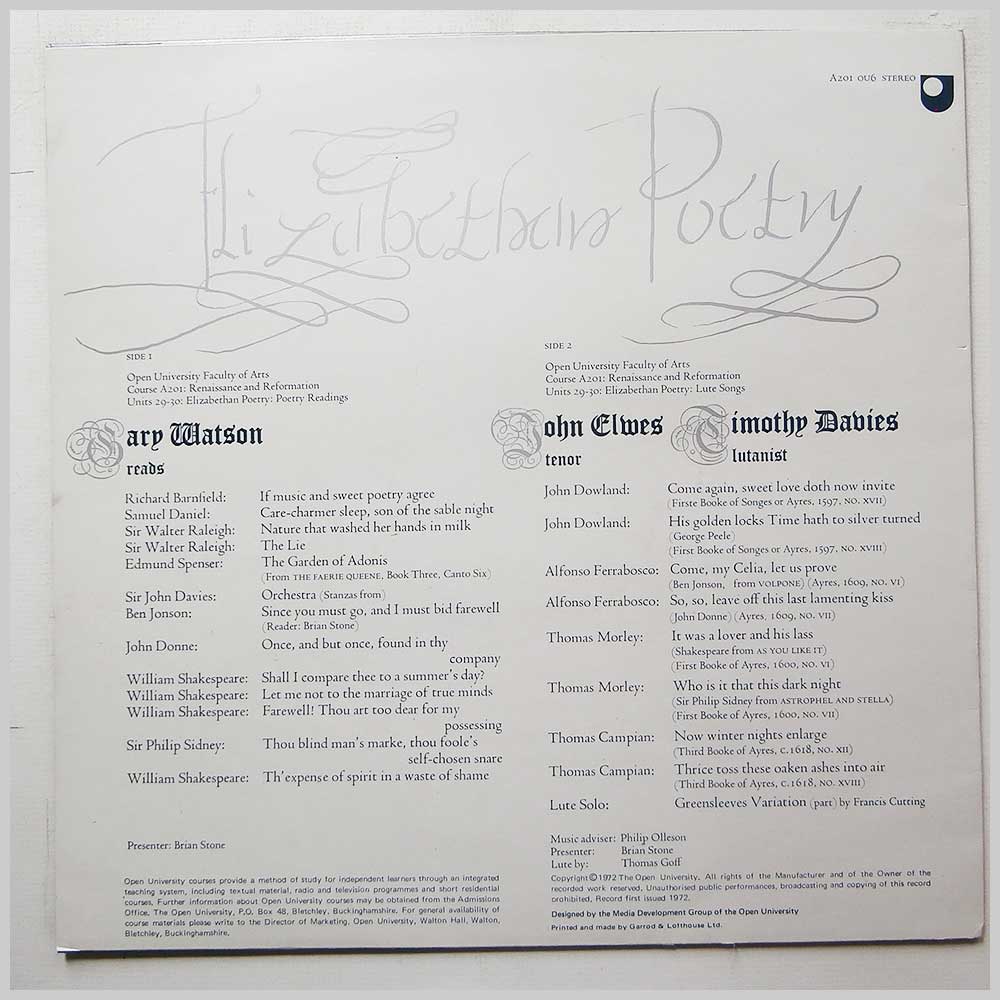 A201 OU6 STEREO
Elizabethan Poetry
SIDE 1
Open University Faculty of Arts
Course A201: Renaissance and Reformation
Units 29-30: Elizabethan Poetry: Poetry Readings
Gary Watson
reads
Richard Barnfield: If music and sweet poetry agree
Samuel Daniel: Care-charmer sleep, son of the sable night
Sir Walter Raleigh: Nature that washed her hands in milk
Sir Walter Raleigh: The Lie
Edmund Spenser: The Garden of Adonis
(From THE FAERIE QUEENE, Book Three, Canto Six)
Sir John Davies: Orchestra (Stanzas from)
Ben Jonson: Since you must go, and I must bid farewell
(Reader: Brian Stone)
John Donne: Once, and but once, found in thy
company
William Shakespeare: Shall I compare thee to a summer's day?
William Shakespeare: Let me not to the marriage of true minds
William Shakespeare: Farewell! Thou art too dear for my
possessing
Sir Philip Sidney: Thou blind man's marke, thou foole's
self-chosen snare
William Shakespeare: Th'expense of spirit in a waste of shame
Presenter: Brian Stone
Open University courses provide a method of study for independent learners through an integrated
teaching system, including textual material, radio and television programmes and short residential
courses. Further information about Open University courses may be obtained from the Admissions
Office, The Open University, P.O. Box 48, Bletchley, Buckinghamshire. For general availability of
course materials please write to the Director of Marketing, Open University, Walton Hall, Walton,
Bletchley, Buckinghamshire.
SIDE 2
Open University Faculty of Arts
Course A201: Renaissance and Reformation
Units 29-30: Elizabethan Poetry: Lute Songs
John Elwes Timothy Davies
tenor lutanist
John Dowland: Come again, sweet love doth now invite
(Firste Booke of Songes or Ayres, 1597, NO. XVII)
John Dowland: His golden locks Time hath to silver turned
(George Peele)
(First Booke of Songes or Ayres, 1597, NO. XVIII)
Alfonso Ferrabosco: Come, my Celia, let us prove
(Ben Jonson, from VOLPONE) (Ayres, 1609, NO. VI)
Alfonso Ferrabosco: So, so, leave off this last lamenting kiss
(John Donne) (Ayres, 1609, NO. VII)
Thomas Morley: It was a lover and his lass
(Shakespeare from AS YOU LIKE IT)
(First Booke of Ayres, 1600, NO. VI)
Thomas Morley: Who is it that this dark night
(Sir Philip Sidney from ASTROPHEL AND STELLA)
(First Booke of Ayres, 1600, NO. VII)
Thomas Campian: Now winter nights enlarge
(Third Booke of Ayres, C.1618, NO. XII)
Thomas Campian: Thrice toss these oaken ashes into air
(Third Booke of Ayres, C.1618, NO. XVIII)
Lute Solo: Greensleeves Variation (part) by Francis Cutting
Music adviser: Philip Olleson
Presenter: Brian Stone
Lute by: Thomas Goff
Copyright © 1972 The Open University. All rights of the Manufacturer and of the Owner of the
recorded work reserved. Unauthorised public performances, broadcasting and copying of this record
prohibited. Record first issued 1972.
Designed by the Media Development Group of the Open University
Printed and made by Garrod & Lofthouse Ltd.